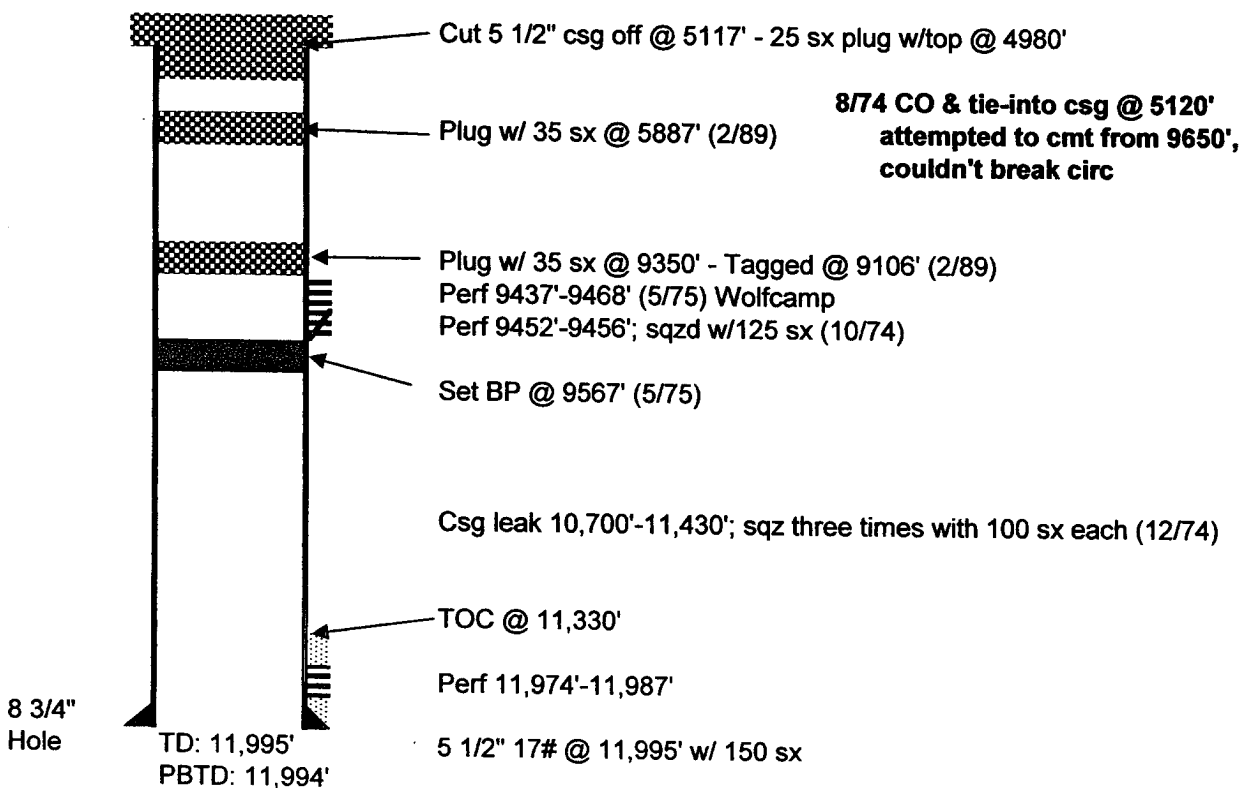 Cut 5 1/2" csg off @ 5117' - 25 sx plug w/top @ 4980'
8/74 CO & tie-into csg @ 5120'
attempted to cmt from 9650',
couldn't break circ
Plug w/ 35 sx @ 5887' (2/89)
Plug w/ 35 sx @ 9350' - Tagged @ 9106' (2/89)
Perf 9437'-9468' (5/75) Wolfcamp
Perf 9452'-9456'; sqzd w/125 sx (10/74)
Set BP @ 9567' (5/75)
Csg leak 10,700'-11,430'; sqz three times with 100 sx each (12/74)
TOC @ 11,330'
Perf 11,974'-11,987'
8 3/4"
Hole
TD: 11,995'
PBTD: 11,994'
5 1/2" 17# @ 11,995' w/ 150 sx